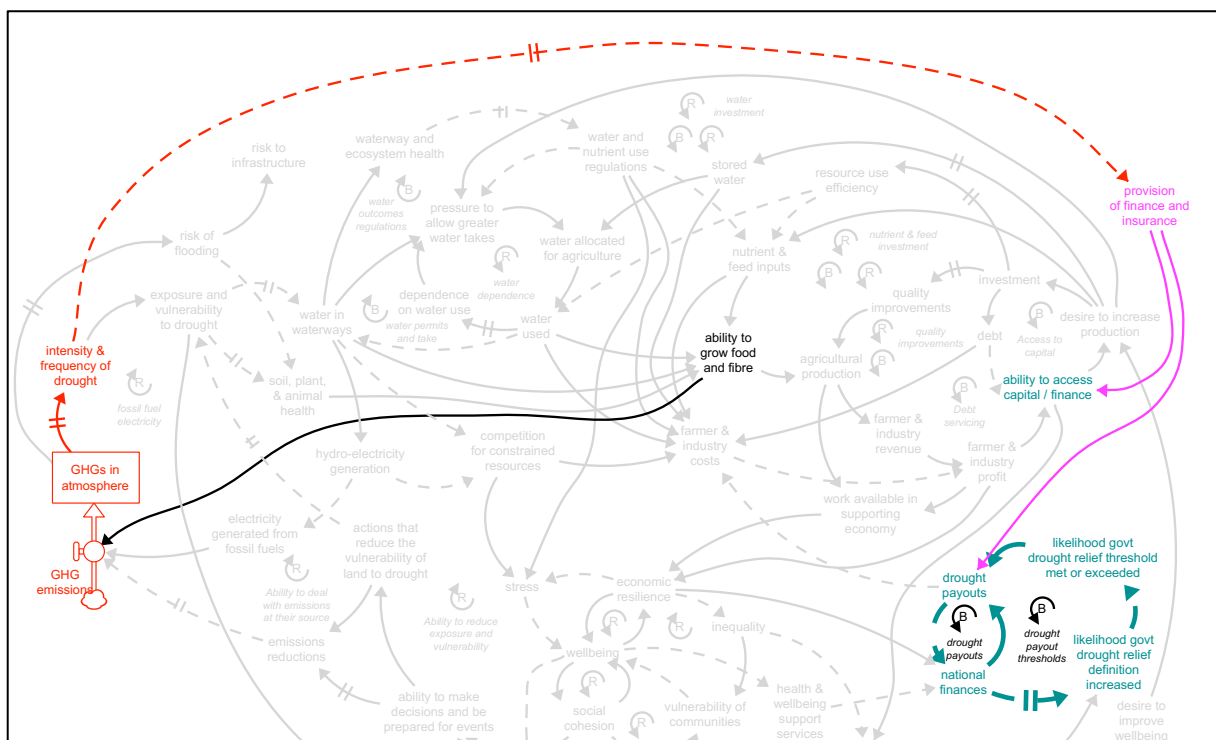 R
water
investment
B
R
waterway and
ecosystem health
water and
nutrient use
regulations
risk to
infrastructure
stored
water
resource use
efficiency
B
water
outcomes
regulations
provision
of finance and
insurance
pressure to
allow greater
water takes
risk of
flooding
water allocated
for agriculture
R
water
dependence
nutrient &
feed inputs
R
nutrient & feed
investment
B
R
investment
exposure and
vulnerability
to drought
dependence
on water use
quality
improvements
water in
waterways
B
water permits
and take
water
used
R
quality
improvements
B
Access to
capital
desire to increase
production
debt
ability to
grow food
and fibre
intensity &
frequency of
drought
agricultural
production
B
R
fossil fuel
electricity
soil, plant,
& animal
health
ability to access
capital / finance
B
Debt
servicing
competition
for constrained
resources
farmer &
industry
costs
farmer &
industry
revenue
farmer &
industry
profit
hydro-electricity
generation
GHGs in
atmosphere
work available in
supporting
economy
electricity
generated from
fossil fuels
actions that
reduce the
vulnerability of
land to drought
GHG
emissions
R
Ability to deal
with emissions
at their source
R
Ability to reduce
exposure and
vulnerability
stress
economic
resilience
drought
payouts
likelihood govt
drought relief threshold
met or exceeded
B
drought
payouts
B
drought
payout
thresholds
R
R
inequality
emissions
reductions
wellbeing
likelihood govt
drought relief
definition
increased
national
finances
R
ability to make
decisions and be
prepared for events
social
cohesion
vulnerability of
communities
health &
wellbeing
support
services
desire to
improve
wellbeing
R
R